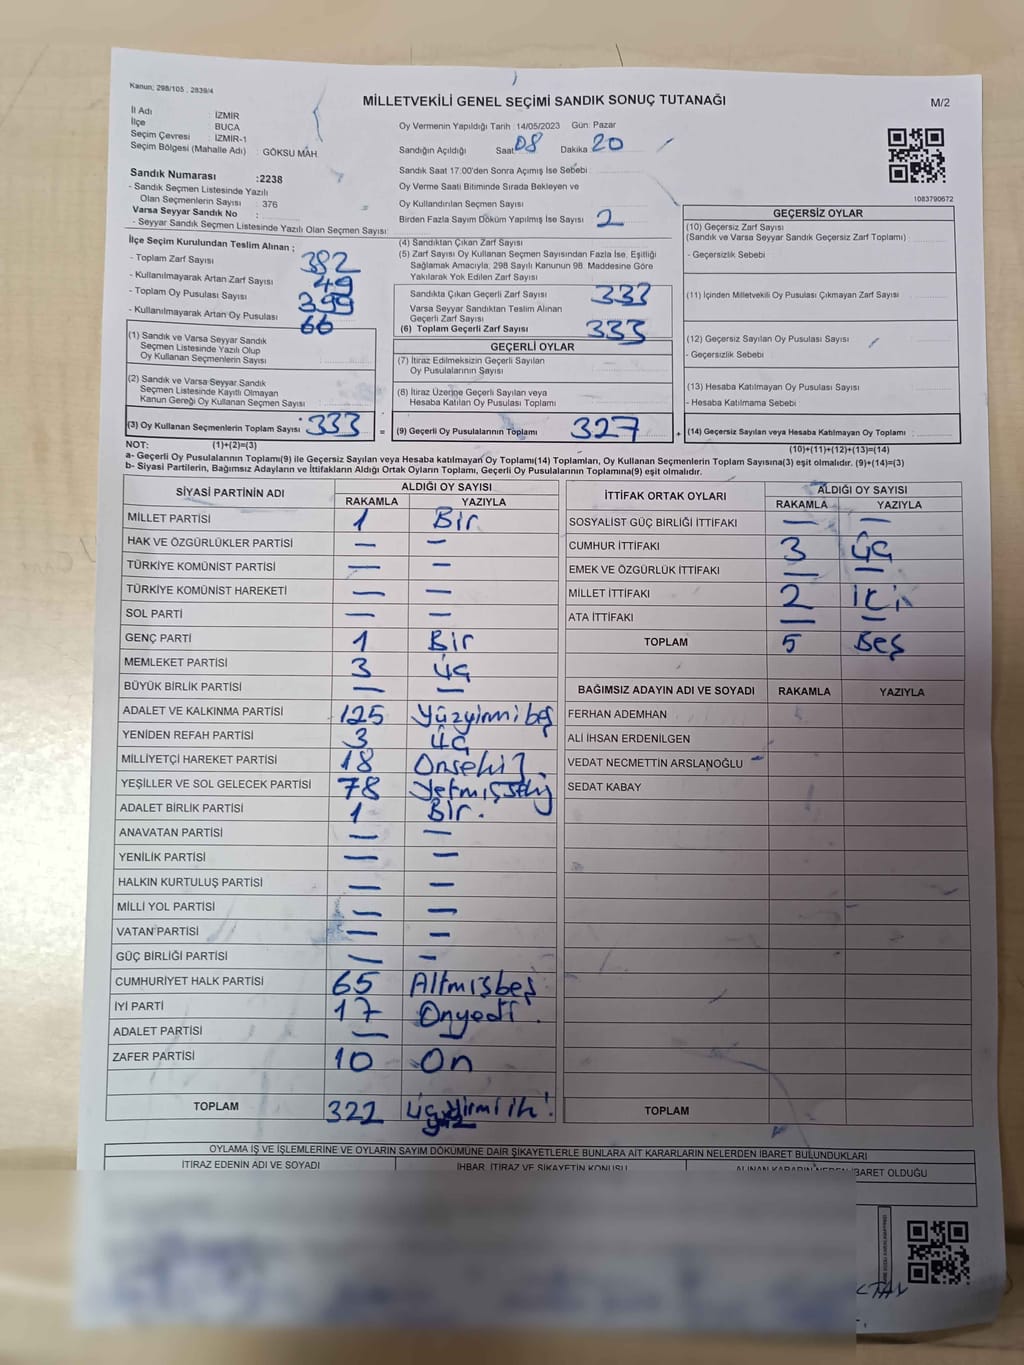 Kanun; 298/105 , 2839/4
MİLLETVEKİLİ GENEL SEÇİMİ SANDIK SONUÇ TUTANAĞI
M/2
İl Adı : İZMİR
İlçe : BUCA
Seçim Çevresi : İZMİR-1
Seçim Bölgesi (Mahalle Adı) : GÖKSU MAH.
Oy Vermenin Yapıldığı Tarih : 14/05/2023 Gün: Pazar
Sandığın Açıldığı Saat 08 Dakika 20
Sandık Saat 17:00'den Sonra Açımış İse Sebebi :
Oy Verme Saati Bitiminde Sırada Bekleyen ve
Oy Kullandırılan Seçmen Sayısı
Birden Fazla Sayım Döküm Yapılmış İse Sayısı 2
1083790672
Sandık Numarası :2238
- Sandık Seçmen Listesinde Yazılı
Olan Seçmenlerin Sayısı : 376
Varsa Seyyar Sandık No :
- Seyyar Sandık Seçmen Listesinde Yazılı Olan Seçmen Sayısı:
İlçe Seçim Kurulundan Teslim Alınan ;
- Toplam Zarf Sayısı 382
- Kullanılmayarak Artan Zarf Sayısı 49
- Toplam Oy Pusulası Sayısı 399
- Kullanılmayarak Artan Oy Pusulası 66
(1) Sandık ve Varsa Seyyar Sandık
Seçmen Listesinde Yazılı Olup
Oy Kullanan Seçmenlerin Sayısı
(2) Sandık ve Varsa Seyyar Sandık
Seçmen Listesinde Kayıtlı Olmayan
Kanun Gereği Oy Kullanan Seçmen Sayısı
(3) Oy Kullanan Seçmenlerin Toplam Sayısı 333 =
(4) Sandıktan Çıkan Zarf Sayısı
(5) Zarf Sayısı Oy Kullanan Seçmen Sayısından Fazla İse, Eşitliği
Sağlamak Amacıyla, 298 Sayılı Kanunun 98. Maddesine Göre
Yakılarak Yok Edilen Zarf Sayısı
Sandıkta Çıkan Geçerli Zarf Sayısı 333
Varsa Seyyar Sandıktan Teslim Alınan
Geçerli Zarf Sayısı
(6) Toplam Geçerli Zarf Sayısı 333
GEÇERLİ OYLAR
(7) İtiraz Edilmeksizin Geçerli Sayılan
Oy Pusulalarının Sayısı
(8) İtiraz Üzerine Geçerli Sayılan veya
Hesaba Katılan Oy Pusulası Toplamı
(9) Geçerli Oy Pusulalarının Toplamı 327 +
GEÇERSİZ OYLAR
(10) Geçersiz Zarf Sayısı
(Sandık ve Varsa Seyyar Sandık Geçersiz Zarf Toplamı)
- Geçersizlik Sebebi
(11) İçinden Milletvekili Oy Pusulası Çıkmayan Zarf Sayısı
(12) Geçersiz Sayılan Oy Pusulası Sayısı
- Geçersizlik Sebebi
(13) Hesaba Katılmayan Oy Pusulası Sayısı
- Hesaba Katılmama Sebebi
(14) Geçersiz Sayılan veya Hesaba Katılmayan Oy Toplamı
NOT: (1)+(2)=(3) (10)+(11)+(12)+(13)=(14)
a- Geçerli Oy Pusulalarının Toplamı(9) ile Geçersiz Sayılan veya Hesaba katılmayan Oy Toplamı(14) Toplamları, Oy Kullanan Seçmenlerin Toplam Sayısına(3) eşit olmalıdır. (9)+(14)=(3)
b- Siyasi Partilerin, Bağımsız Adayların ve İttifakların Aldığı Ortak Oyların Toplamı, Geçerli Oy Pusulalarının Toplamına(9) eşit olmalıdır.
SİYASİ PARTİNİN ADI ALDIĞI OY SAYISI
RAKAMLA YAZIYLA
MİLLET PARTİSİ 1 Bir
HAK VE ÖZGÜRLÜKLER PARTİSİ — —
TÜRKİYE KOMÜNİST PARTİSİ — —
TÜRKİYE KOMÜNİST HAREKETİ — —
SOL PARTİ — —
GENÇ PARTİ 1 Bir
MEMLEKET PARTİSİ 3 üç
BÜYÜK BİRLİK PARTİSİ — —
ADALET VE KALKINMA PARTİSİ 125 Yüzyirmibeş
YENİDEN REFAH PARTİSİ 3 üç
MİLLİYETÇİ HAREKET PARTİSİ 18 Onsekiz
YEŞİLLER VE SOL GELECEK PARTİSİ 78
ADALET BİRLİK PARTİSİ 1 Bir.
ANAVATAN PARTİSİ — —
YENİLİK PARTİSİ — —
HALKIN KURTULUŞ PARTİSİ — —
MİLLİ YOL PARTİSİ — —
VATAN PARTİSİ — —
GÜÇ BİRLİĞİ PARTİSİ — —
CUMHURİYET HALK PARTİSİ 65 Altmışbeş
İYİ PARTİ 17 Onyedi.
ADALET PARTİSİ —
ZAFER PARTİSİ 10 On
TOPLAM 322
İTTİFAK ORTAK OYLARI ALDIĞI OY SAYISI
RAKAMLA YAZIYLA
SOSYALİST GÜÇ BİRLİĞİ İTTİFAKI — —
CUMHUR İTTİFAKI 3 üç
EMEK VE ÖZGÜRLÜK İTTİFAKI — —
MİLLET İTTİFAKI 2 iki
ATA İTTİFAKI — —
TOPLAM 5 Beş
BAĞIMSIZ ADAYIN ADI VE SOYADI RAKAMLA YAZIYLA
FERHAN ADEMHAN
ALİ İHSAN ERDENİLGEN
VEDAT NECMETTİN ARSLANOĞLU
SEDAT KABAY
TOPLAM
OYLAMA İŞ VE İŞLEMLERİNE VE OYLARIN SAYIM DÖKÜMÜNE DAİR ŞİKAYETLERLE BUNLARA AİT KARARLARIN NELERDEN İBARET BULUNDUKLARI
İTİRAZ EDENİN ADI VE SOYADI İHBAR, İTİRAZ VE ŞİKAYETİN KONUSU ALINAN KARARIN NEDEN İBARET OLDUĞU